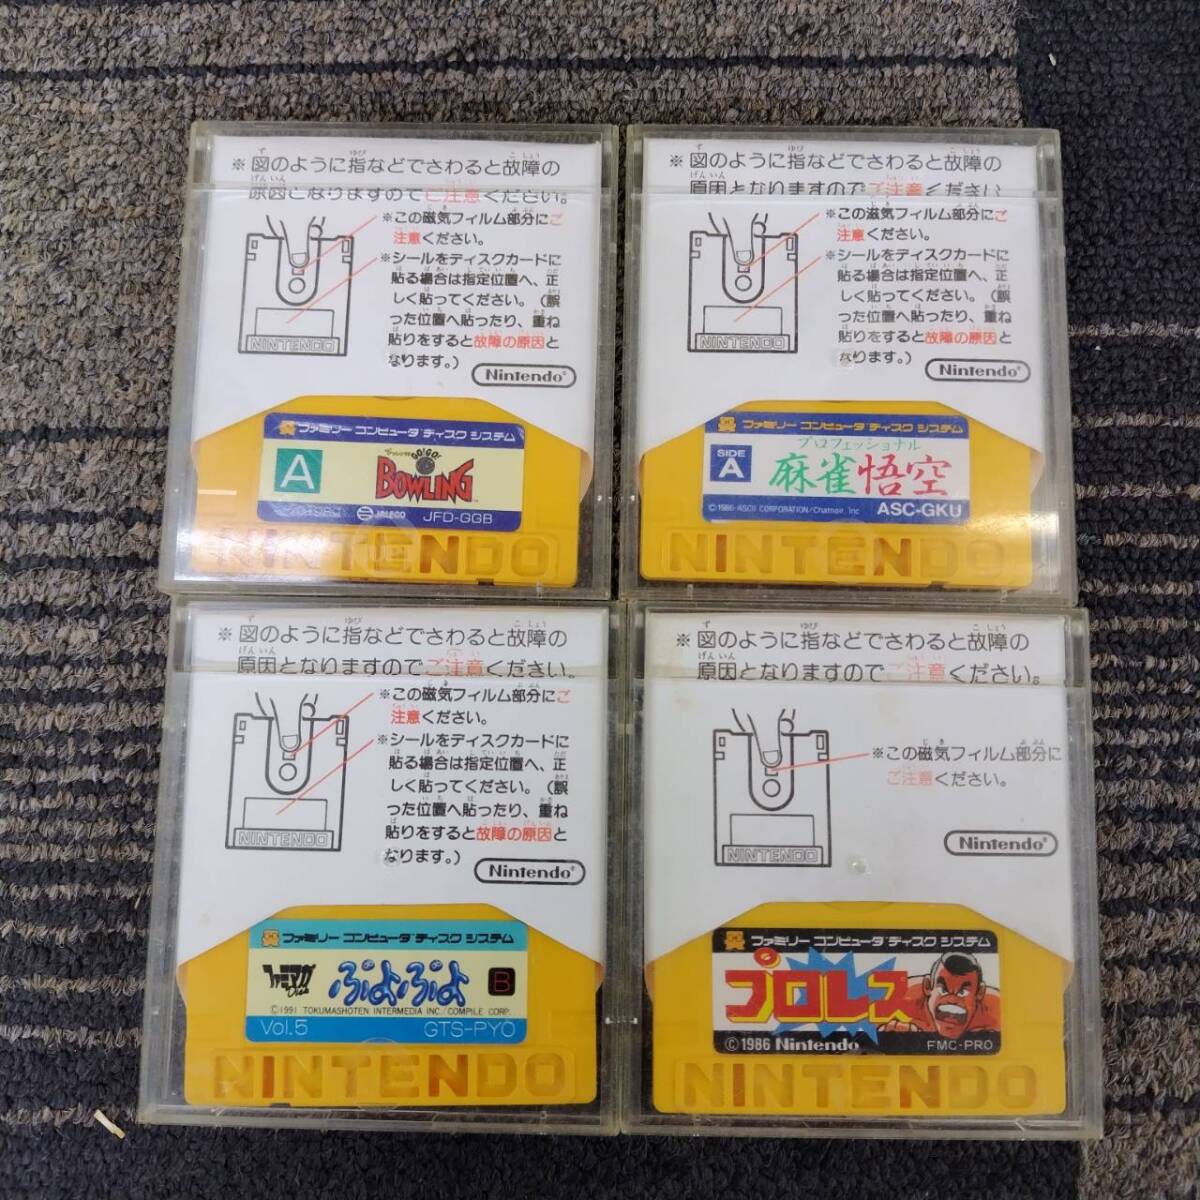 ※図のように指などでさわると故障の
原因となりますのでご注意ください。
※この磁気フィルム部分にご
注意ください。
※シールをディスクカードに
貼る場合は指定位置へ、正
しく貼ってください。(誤
った位置へ貼ったり、重ね
貼りをすると故障の原因と
なります。)
NINTENDO
Nintendo®
ファミリー コンピュータ ディスク システム
A
GO! GO!
BOWLING
JALECO JFD-GGB
NINTENDO
※図のように指などでさわると故障の
原因となりますのでご注意ください
※この磁気フィルム部分にご
注意ください。
※シールをディスクカードに
貼る場合は指定位置へ、正
しく貼ってください。(誤
った位置へ貼ったり、重ね
貼りをすると故障の原因と
なります。)
NINTENDO
Nintendo®
ファミリー コンピュータ ディスク システム
SIDE
A
プロフェッショナル
麻雀悟空
©1986 ASCII CORPORATION/Chatnoir, Inc ASC-GKU
NINTENDO
※図のように指などでさわると故障の
原因となりますのでご注意ください。
※この磁気フィルム部分にご
注意ください。
※シールをディスクカードに
貼る場合は指定位置へ、正
しく貼ってください。(誤
った位置へ貼ったり、重ね
貼りをすると故障の原因と
なります。)
NINTENDO
Nintendo®
ファミリー コンピュータ ディスク システム
ファミマガ
Disc
ぷよぷよ
B
©1991 TOKUMASHOTEN INTERMEDIA INC./COMPILE CORP.
Vol.5 GTS-PYO
NINTENDO
※図のように指などでさわると故障の
原因となりますのでご注意ください。
※この磁気フィルム部分に
ご注意ください。
NINTENDO
Nintendo®
ファミリー コンピュータ ディスク システム
プロレス
©1986 Nintendo FMC-PRO
NINTENDO